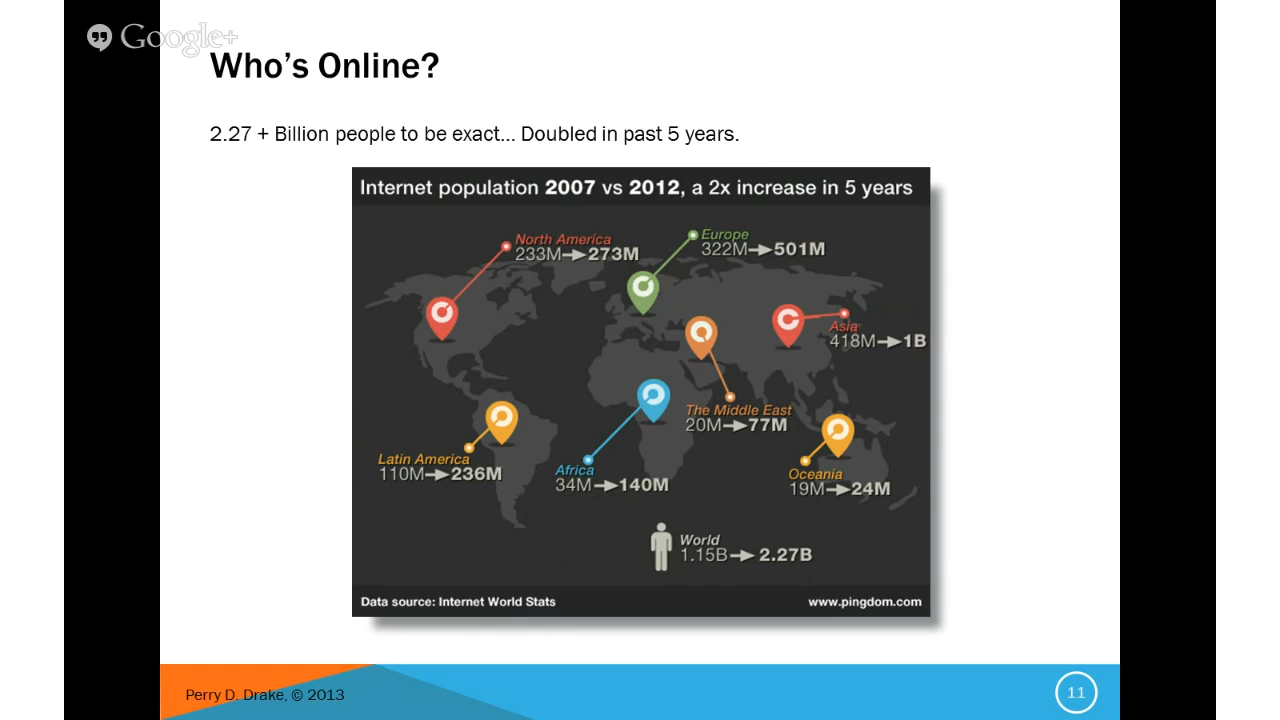 Google+
Who's Online?
2.27 + Billion people to be exact... Doubled in past 5 years.
Internet population 2007 vs 2012, a 2x increase in 5 years
North America
233M→273M
Europe
322M→501M
Asia
418M→1B
The Middle East
20M→77M
Latin America
110M→236M
Africa
34M→140M
Oceania
19M→24M
World
1.15B→2.27B
Data source: Internet World Stats
www.pingdom.com
Perry D. Drake, © 2013
11